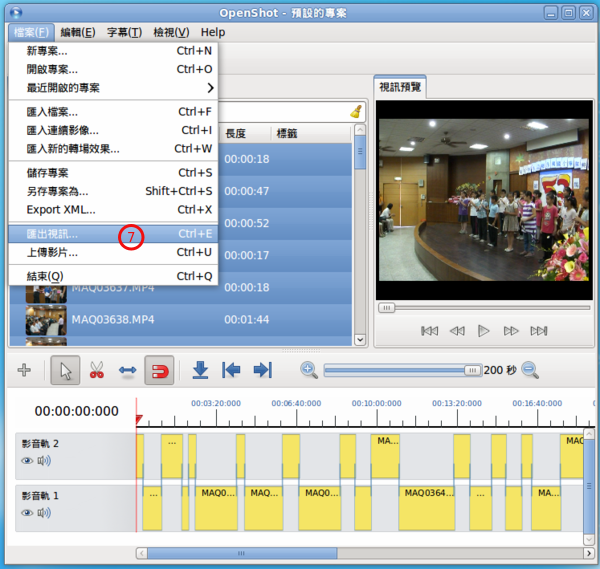 OpenShot - 預設的專案
檔案(F) 編輯(E) 字幕(T) 檢視(V) Help
新專案... Ctrl+N
開啟專案... Ctrl+O
最近開啟的專案
匯入檔案... Ctrl+F
匯入連續影像... Ctrl+I
匯入新的轉場效果... Ctrl+W
儲存專案 Ctrl+S
另存專案為... Shift+Ctrl+S
Export XML... Ctrl+X
匯出視訊... Ctrl+E
7
上傳影片... Ctrl+U
結束(Q) Ctrl+Q
長度 標籤
00:00:18
00:00:47
00:00:52
00:00:17
MAQ03637.MP4 00:00:18
MAQ03638.MP4 00:01:44
視訊預覽
200 秒
00:00:00:000
00:03:20:000 00:06:40:000 00:10:00:000 00:13:20:000 00:16:40:000
影音軌 2
... MA... MAQ
影音軌 1
... MAQ0... MAQ... MAQ0... MAQ0364... ... MA...